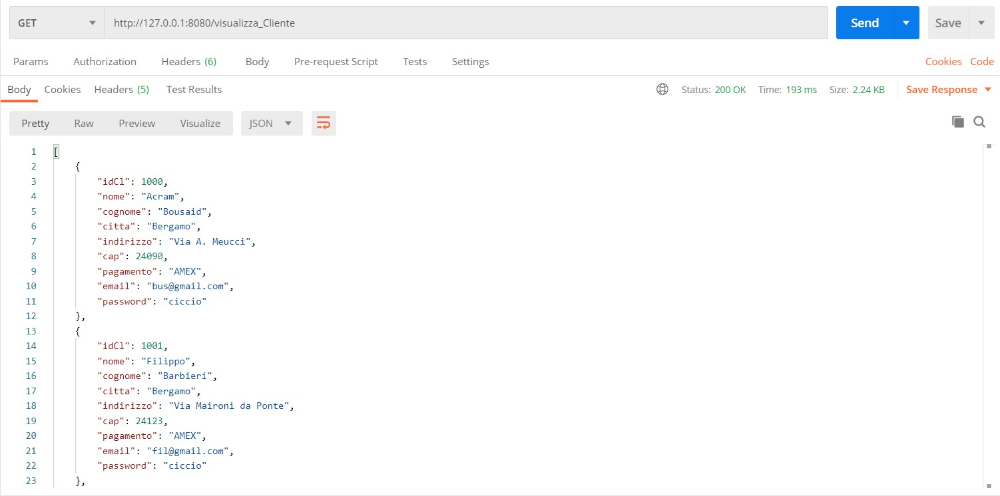 GET http://127.0.0.1:8080/visualizza_Cliente Send Save
Params Authorization Headers (6) Body Pre-request Script Tests Settings Cookies Code
Body Cookies Headers (5) Test Results Status: 200 OK Time: 193 ms Size: 2.24 KB Save Response
Pretty Raw Preview Visualize JSON
1 [
2 {
3 "idCl": 1000,
4 "nome": "Acram",
5 "cognome": "Bousaid",
6 "citta": "Bergamo",
7 "indirizzo": "Via A. Meucci",
8 "cap": 24090,
9 "pagamento": "AMEX",
10 "email": "bus@gmail.com",
11 "password": "ciccio"
12 },
13 {
14 "idCl": 1001,
15 "nome": "Filippo",
16 "cognome": "Barbieri",
17 "citta": "Bergamo",
18 "indirizzo": "Via Maironi da Ponte",
19 "cap": 24123,
20 "pagamento": "AMEX",
21 "email": "fil@gmail.com",
22 "password": "ciccio"
23 },